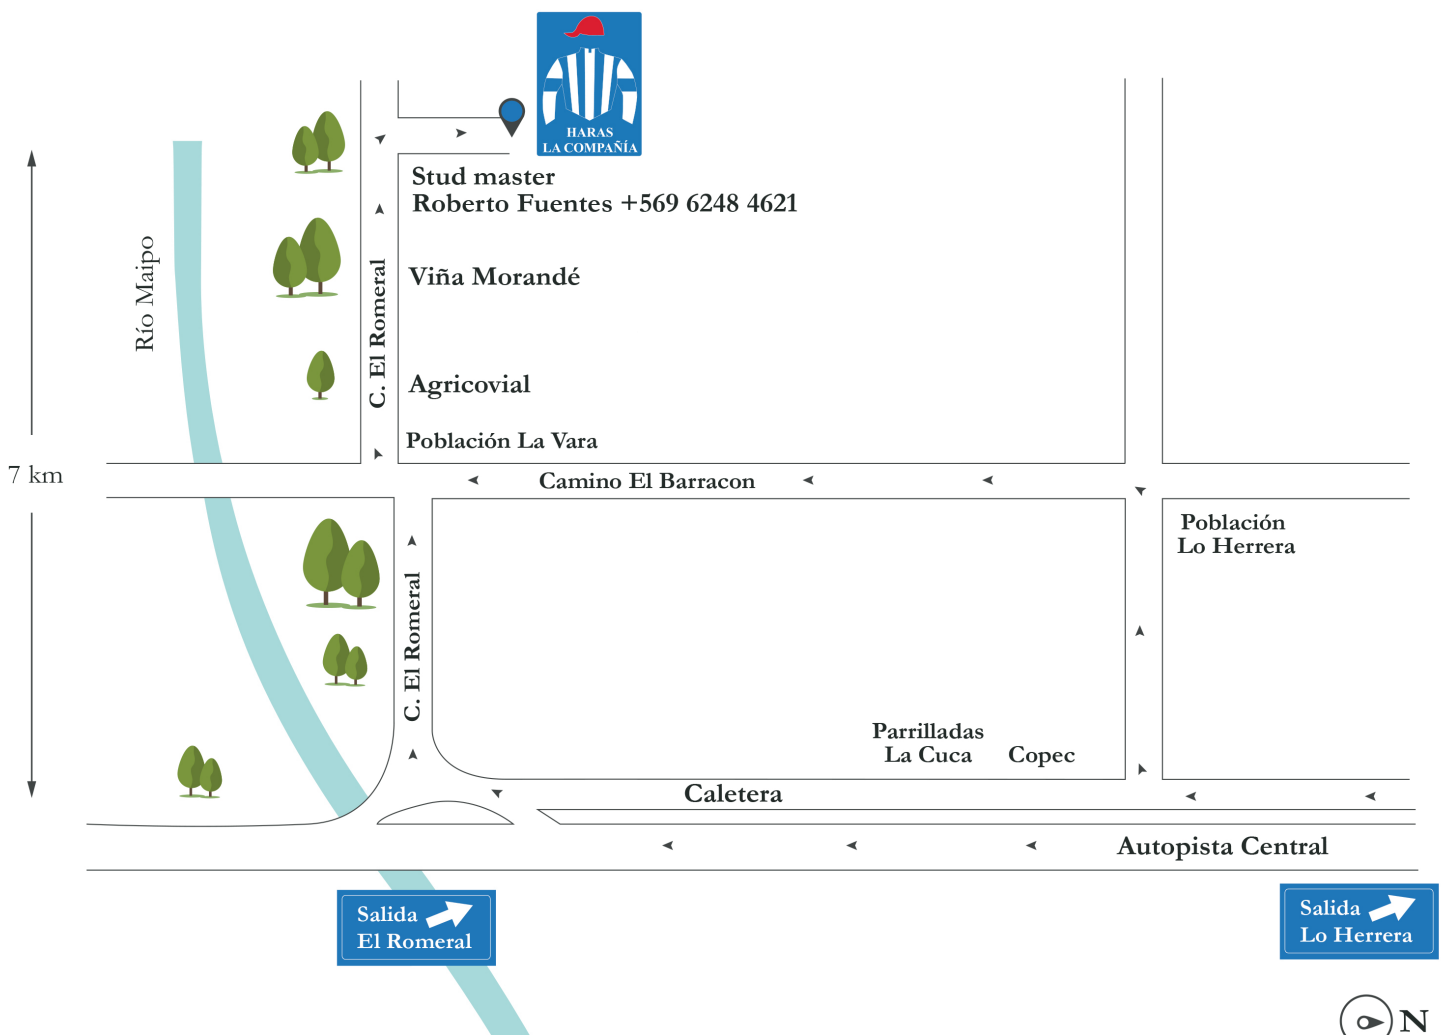 HARAS
LA COMPAÑÍA
Stud master
Roberto Fuentes +569 6248 4621
Río Maipo
C. El Romeral
Viña Morandé
Agricovial
Población La Vara
7 km
Camino El Barracon
Población
Lo Herrera
C. El Romeral
Parrilladas
La Cuca
Copec
Caletera
Autopista Central
Salida
El Romeral
Salida
Lo Herrera
N